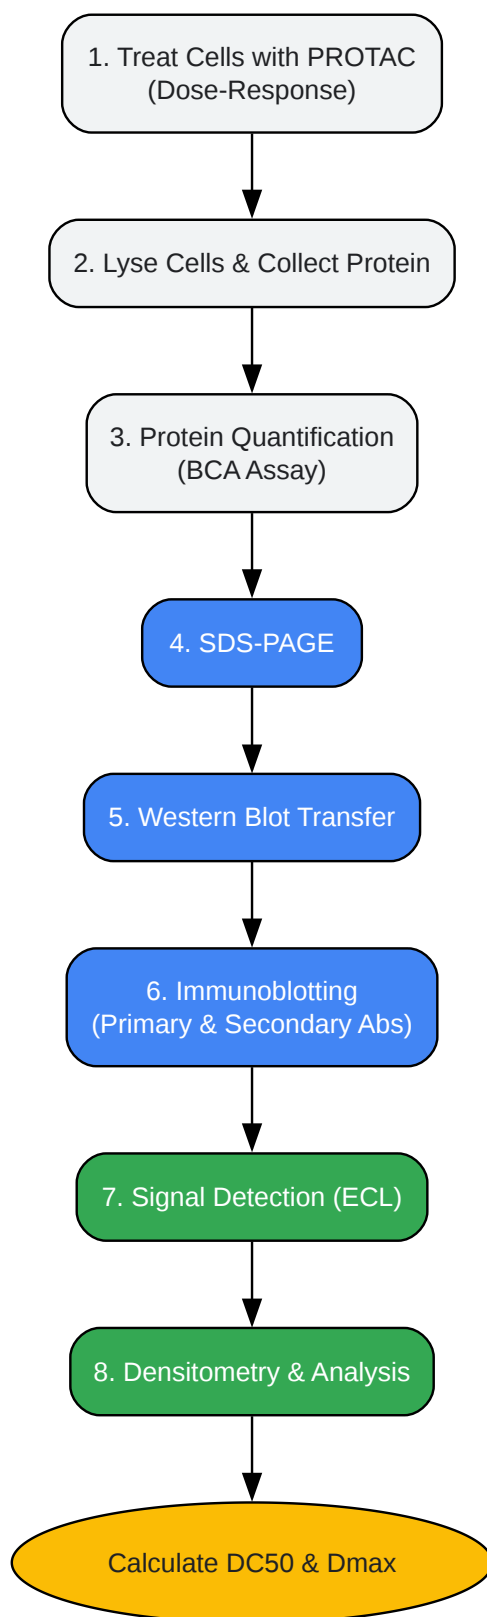 1. Treat Cells with PROTAC
(Dose-Response)
2. Lyse Cells & Collect Protein
3. Protein Quantification
(BCA Assay)
4. SDS-PAGE
5. Western Blot Transfer
6. Immunoblotting
(Primary & Secondary Abs)
7. Signal Detection (ECL)
8. Densitometry & Analysis
Calculate DC50 & Dmax